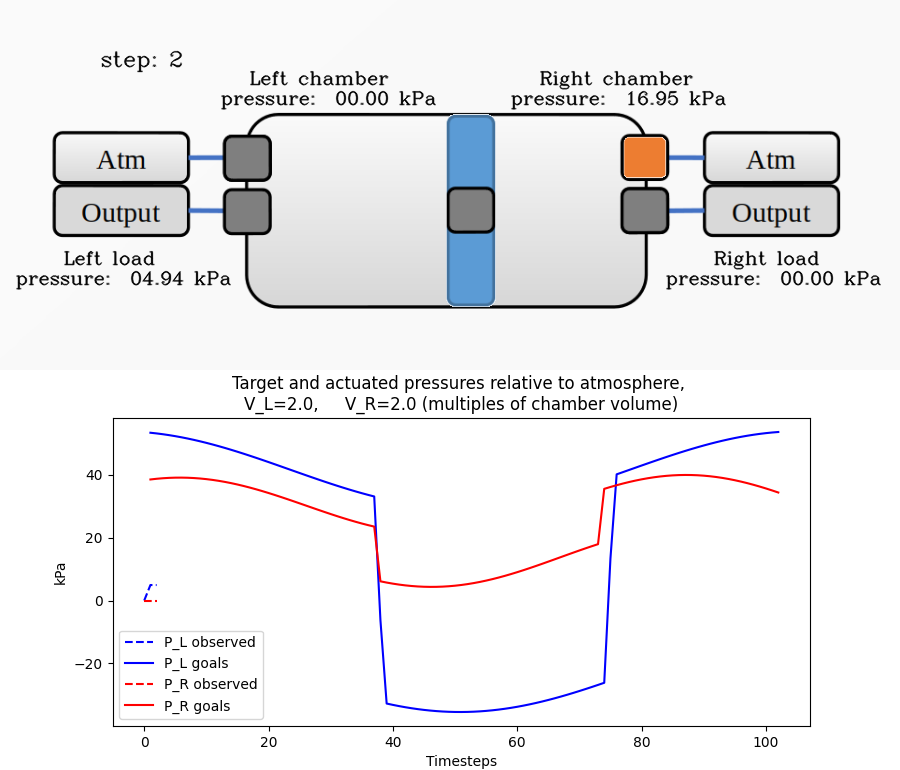 step: 2
Left chamber
pressure: 00.00 kPa
Right chamber
pressure: 16.95 kPa
Atm
Output
Atm
Output
Left load
pressure: 04.94 kPa
Right load
pressure: 00.00 kPa
Target and actuated pressures relative to atmosphere,
V_L=2.0, V_R=2.0 (multiples of chamber volume)
kPa
40
20
0
−20
P_L observed
P_L goals
P_R observed
P_R goals
0 20 40 60 80 100
Timesteps